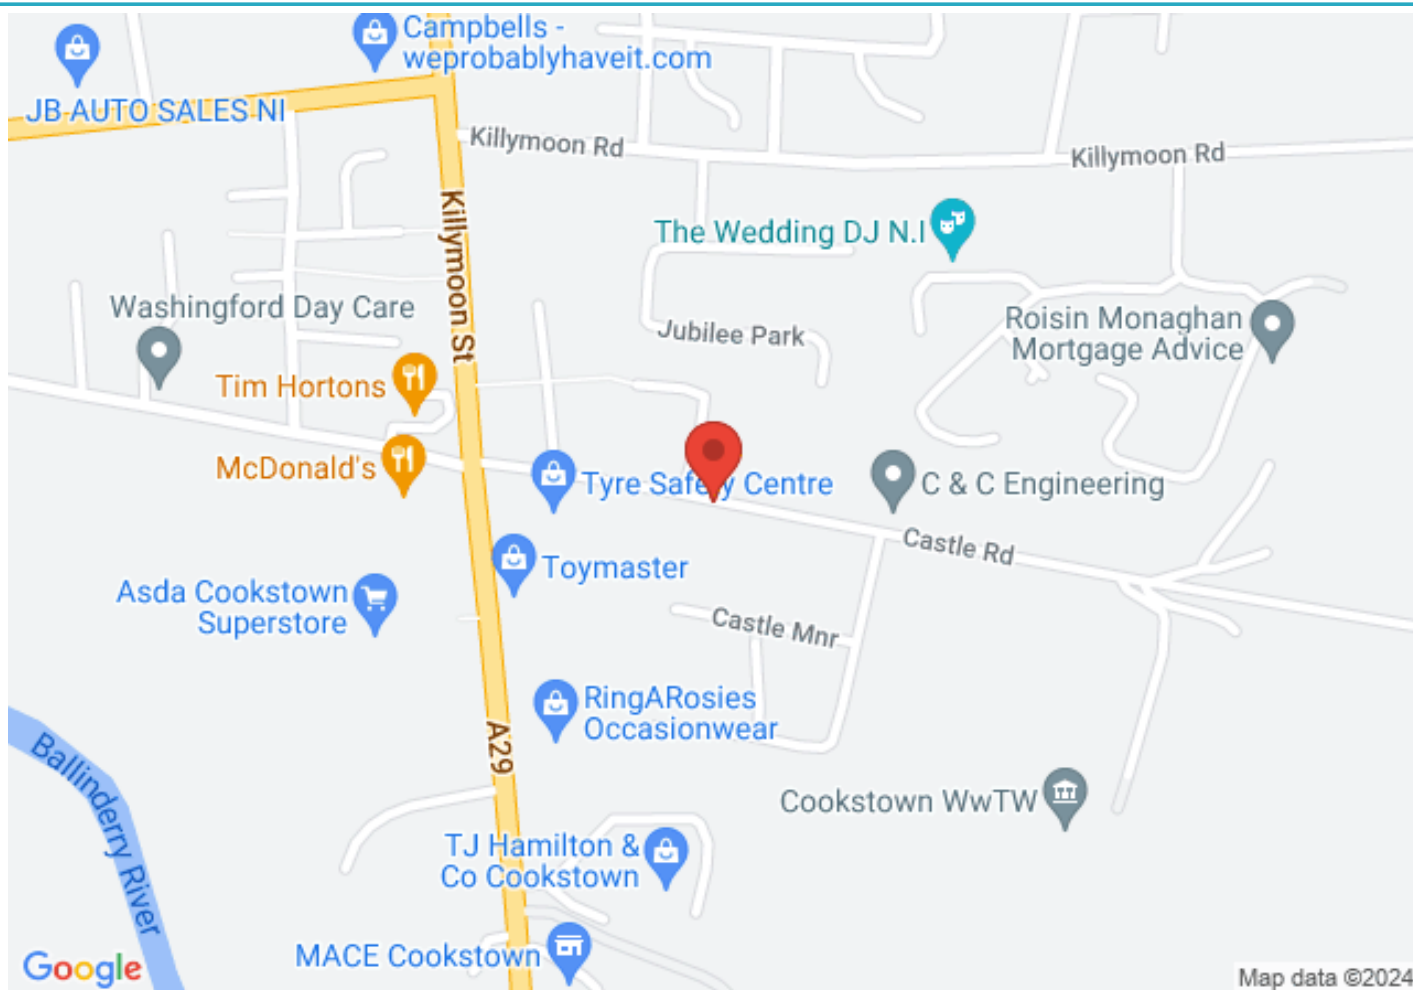 Campbells -
weprobablyhaveit.com
JB AUTO SALES NI
Killymoon Rd
Killymoon Rd
Killymoon St
The Wedding DJ N.I
Washingford Day Care
Jubilee Park
Roisin Monaghan
Mortgage Advice
Tim Hortons
McDonald's
Tyre Safety Centre
C & C Engineering
Castle Rd
Toymaster
Asda Cookstown
Superstore
Castle Mnr
RingARosies
Occasionwear
A29
Ballinderry River
Cookstown WwTW
TJ Hamilton &
Co Cookstown
MACE Cookstown
Google
Map data ©2024